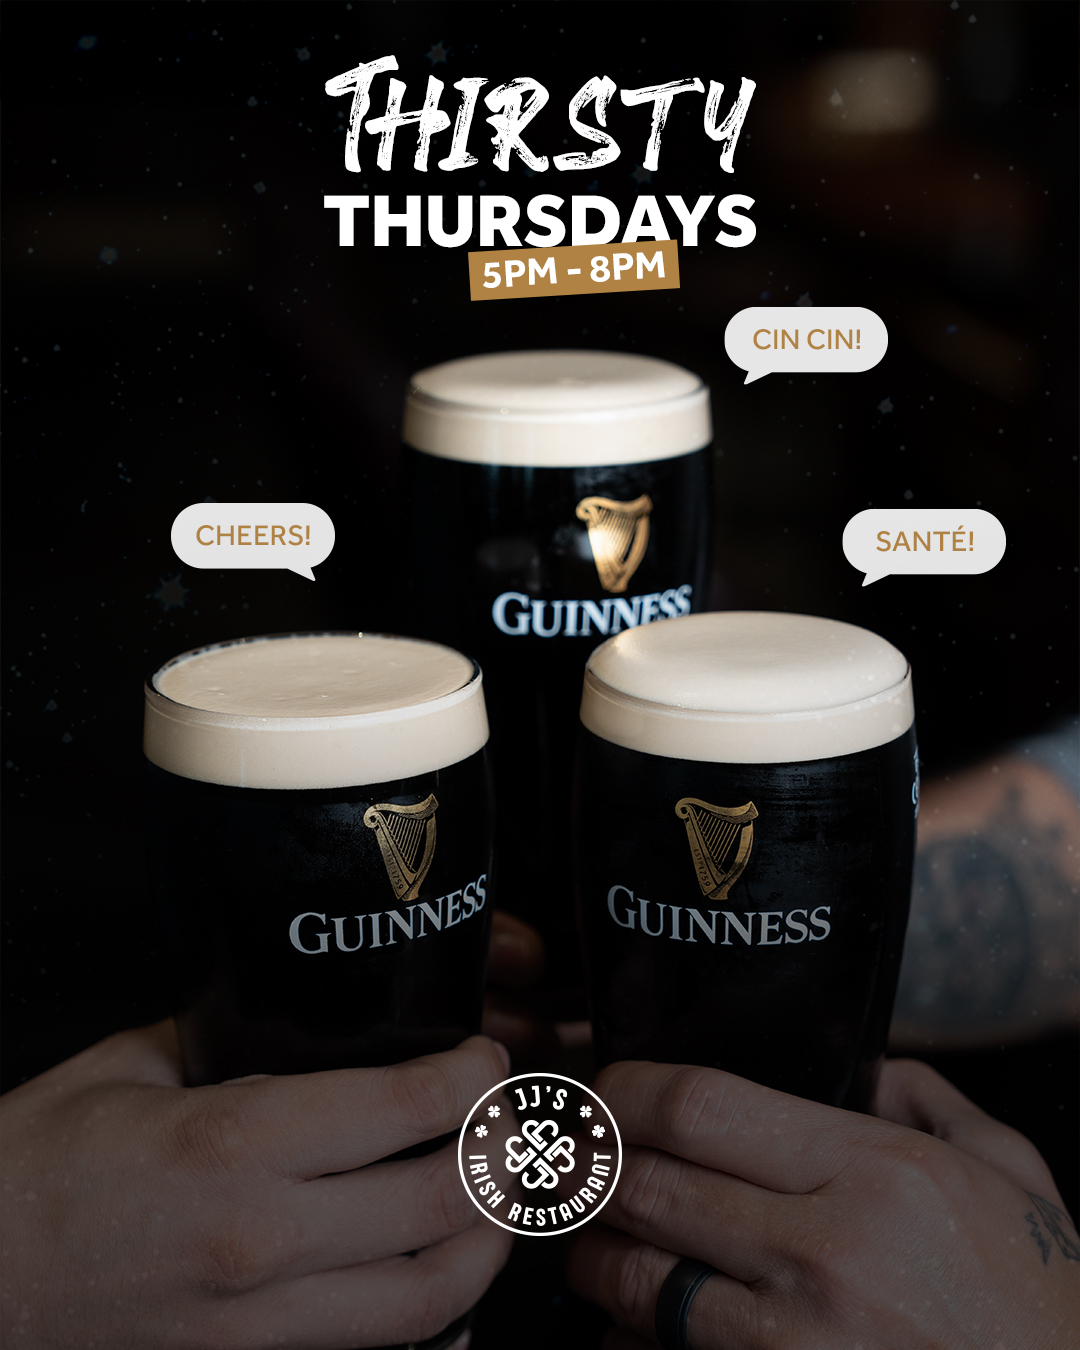 THIRSTY
THURSDAYS
5PM - 8PM
CIN CIN!
CHEERS!
SANTÉ!
GUINNESS
GUINNESS
GUINNESS
JJ'S
IRISH RESTAURANT